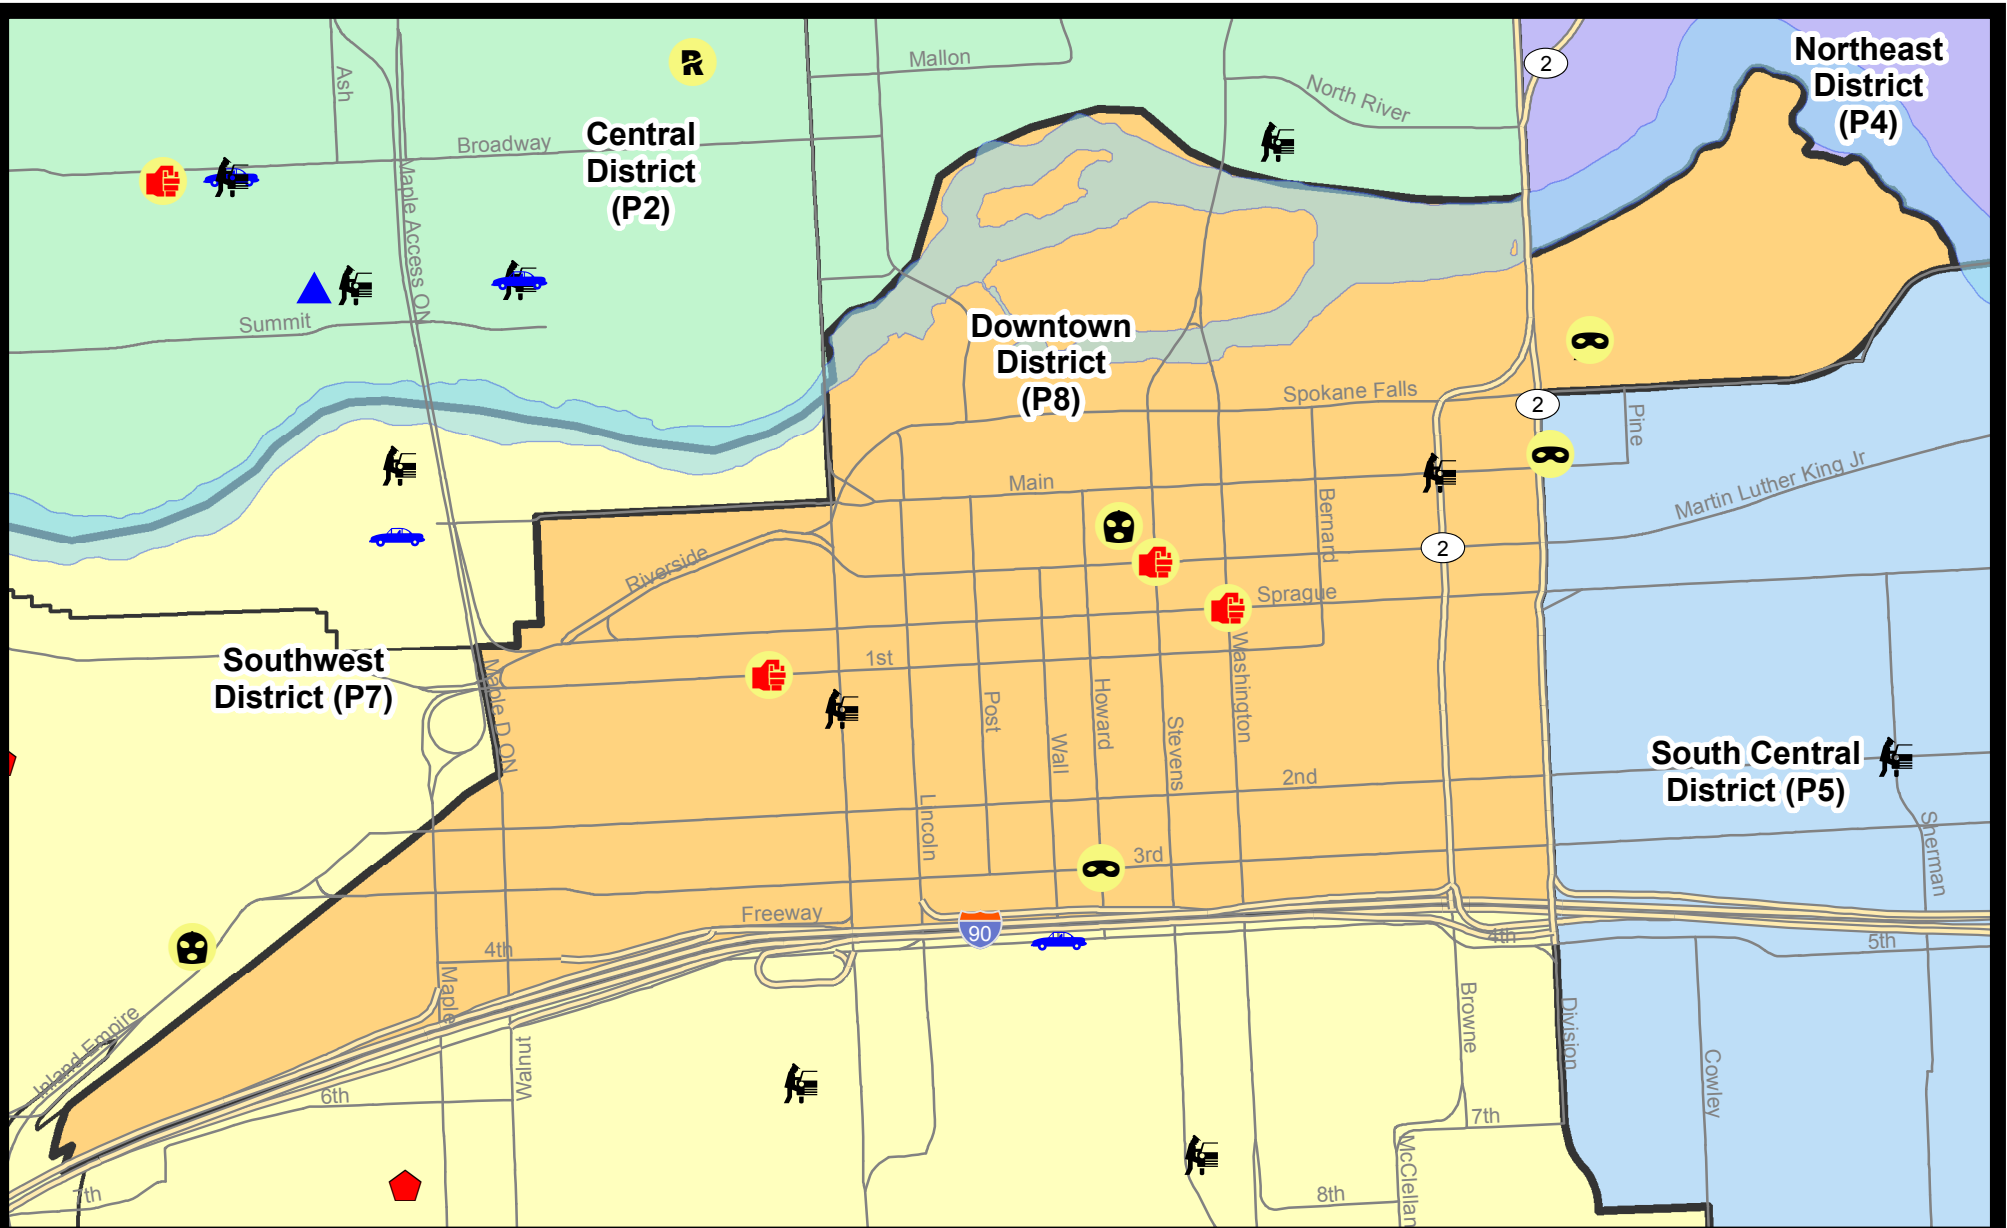 Northeast
District
(P4)
2
Mallon
North River
Ash
Broadway
Central
District
(P2)
Maple Access ON
Summit
Downtown
District
(P8)
Spokane Falls
2
Pine
Main
Bernard
Martin Luther King Jr
2
Riverside
Sprague
Southwest
District (P7)
1st
Washington
Maple D ON
Post
Howard
Stevens
Wall
South Central
District (P5)
2nd
Lincoln
Sherman
3rd
Freeway
90
4th
4th
5th
Maple
Browne
Division
Inland Empire
Walnut
6th
Cowley
7th
McClellan
7th
8th
R